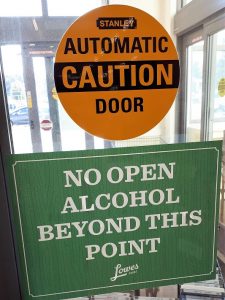 STANLEY
AUTOMATIC
CAUTION
DOOR
NO OPEN
ALCOHOL
BEYOND THIS
POINT
Lowes